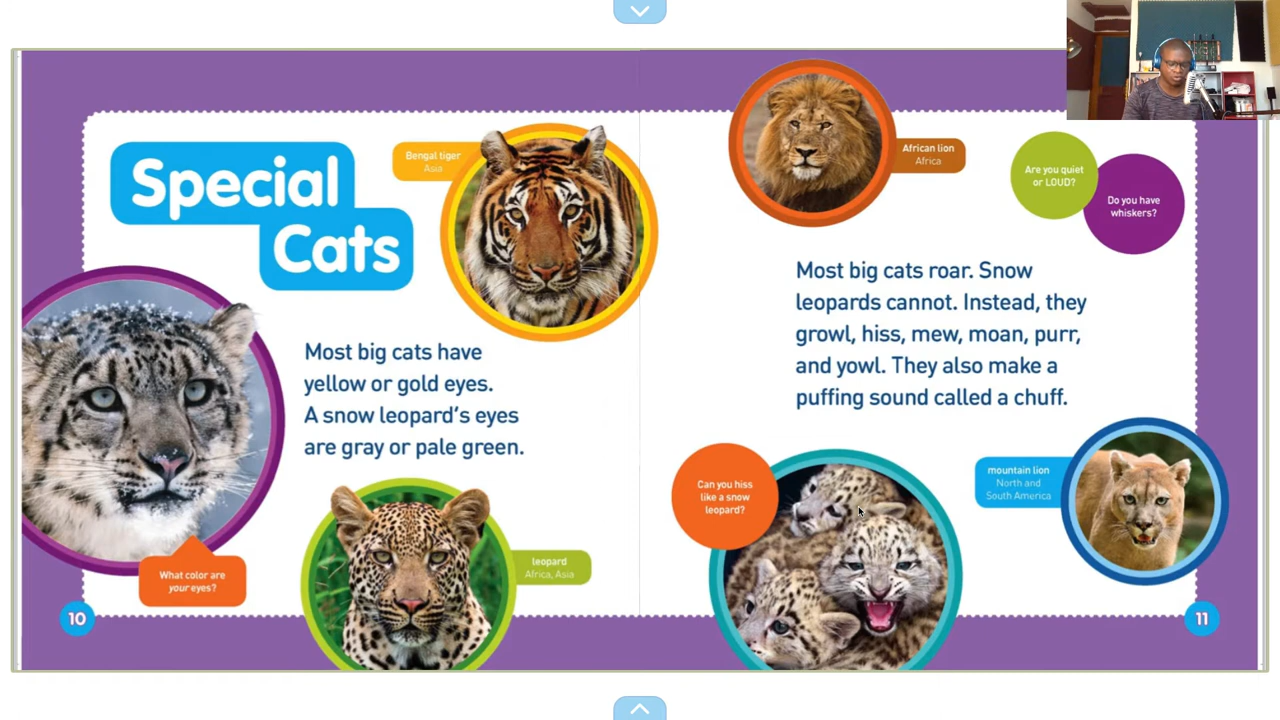 Special
Cats
Bengal tiger
Asia
Most big cats have
yellow or gold eyes.
A snow leopard's eyes
are gray or pale green.
What color are
your eyes?
leopard
Africa, Asia
10
African lion
Africa
Are you quiet
or LOUD?
Do you have
whiskers?
Most big cats roar. Snow
leopards cannot. Instead, they
growl, hiss, mew, moan, purr,
and yowl. They also make a
puffing sound called a chuff.
Can you hiss
like a snow
leopard?
mountain lion
North and
South America
11